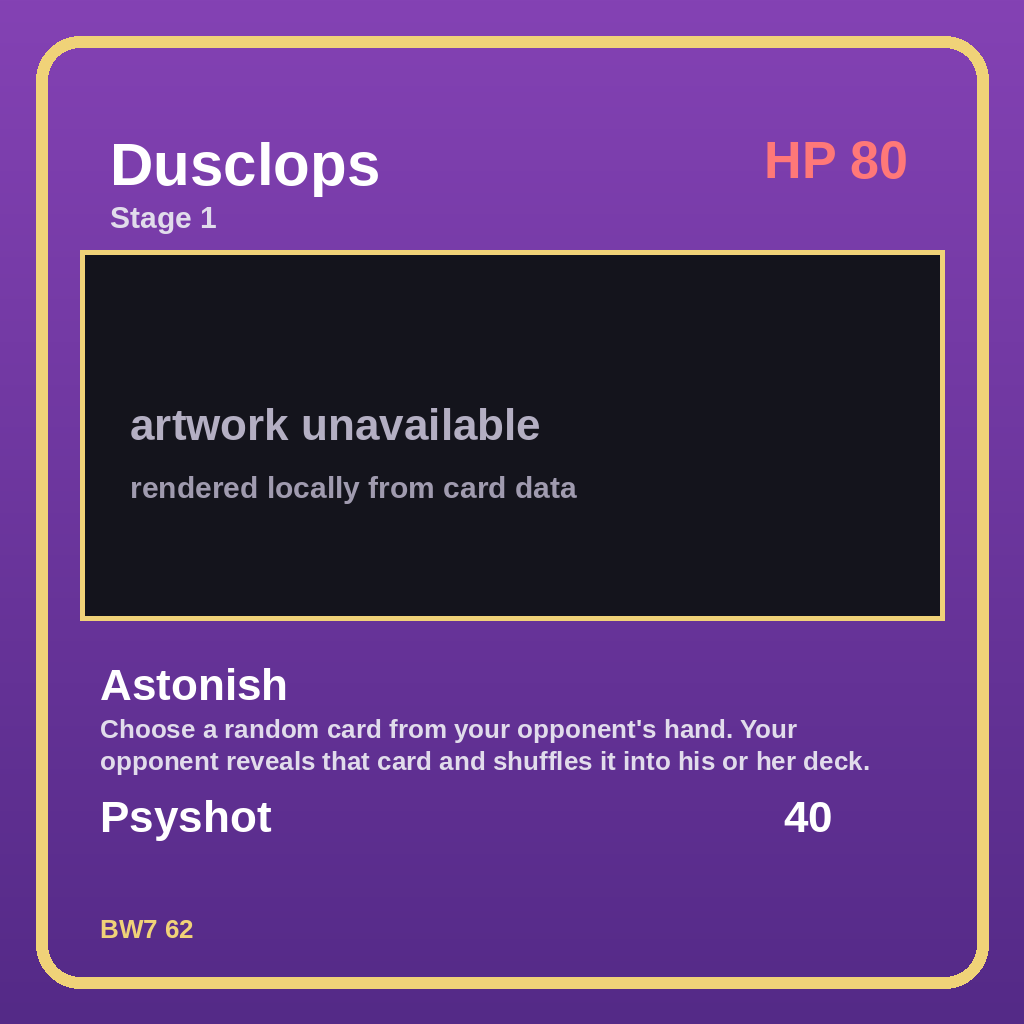 Dusclops
HP 80
Stage 1
artwork unavailable
rendered locally from card data
Astonish
Choose a random card from your opponent's hand. Your
opponent reveals that card and shuffles it into his or her deck.
Psyshot 40
BW7 62